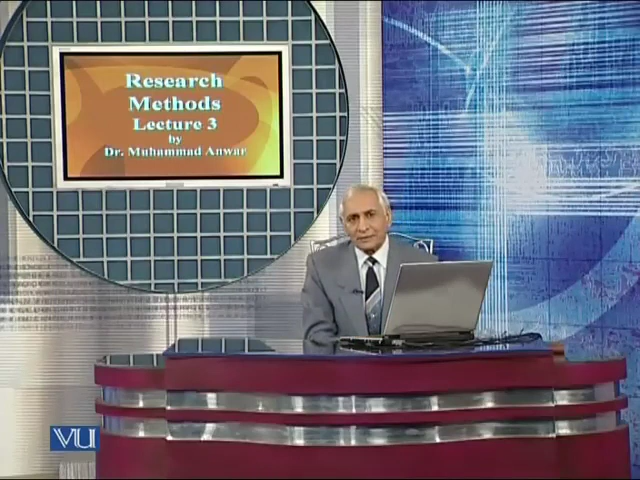 Research
Methods
Lecture 3
by
Dr. Muhammad Anwar
VU